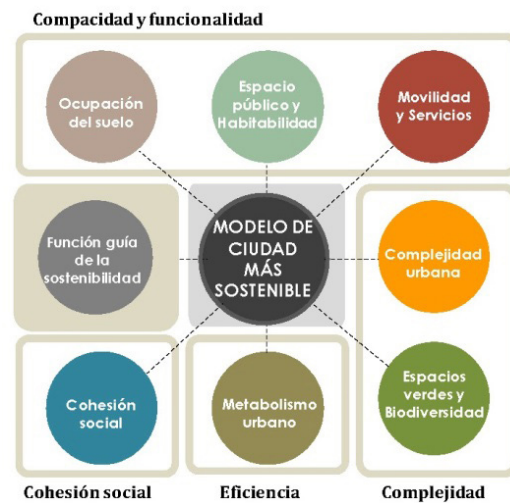 Compacidad y funcionalidad
Ocupación
del suelo
Espacio
público y
Habitabilidad
Movilidad
y Servicios
Función guía
de la
sostenibilidad
MODELO DE
CIUDAD
MÁS
SOSTENIBLE
Complejidad
urbana
Cohesión
social
Metabolismo
urbano
Espacios
verdes y
Biodiversidad
Cohesión social
Eficiencia
Complejidad